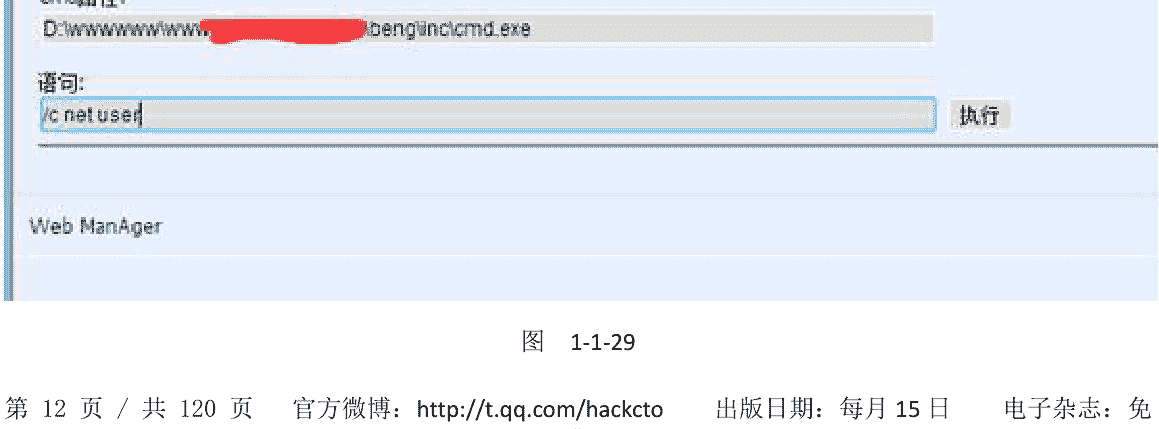 D:\wwwwww\www \beng\inc\cmd.exe
语句:
/c net user
执行
Web ManAger
图 1-1-29
第 12 页 / 共 120 页 官方微博：http://t.qq.com/hackcto 出版日期：每月 15 日 电子杂志：免